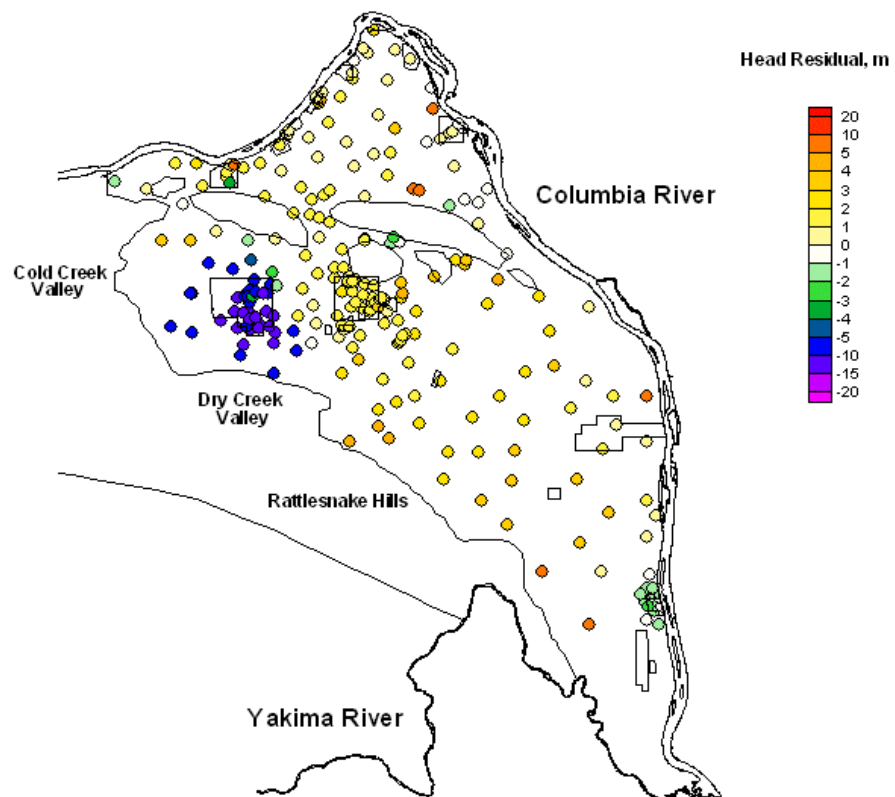 Head Residual, m
20
10
5
4
3
2
1
0
-1
-2
-3
-4
-5
-10
-15
-20
Columbia River
Cold Creek
Valley
Dry Creek
Valley
Rattlesnake Hills
Yakima River